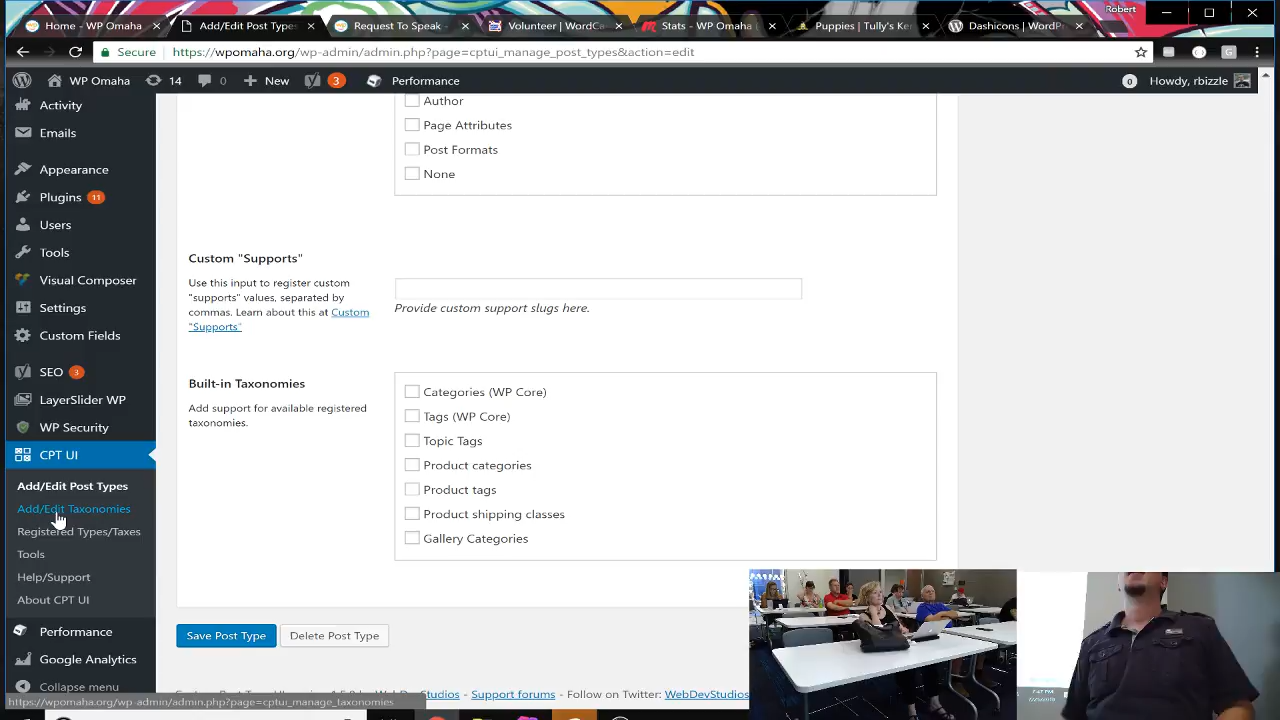 Robert
Home - WP Omaha
Add/Edit Post Types
Request To Speak
Volunteer | WordCa
Stats - WP Omaha
Puppies | Tully's Ke
Dashicons | WordP
Secure
https://wpomaha.org/wp-admin/admin.php?page=cptui_manage_post_types&action=edit
WP Omaha
14
0
New
3
Performance
0
Howdy, rbizzle
Activity
Emails
Appearance
Plugins 11
Users
Tools
Visual Composer
Settings
Custom Fields
SEO 3
LayerSlider WP
WP Security
CPT UI
Add/Edit Post Types
Add/Edit Taxonomies
Registered Types/Taxes
Tools
Help/Support
About CPT UI
Performance
Google Analytics
Collapse menu
https://wpomaha.org/wp-admin/admin.php?page=cptui_manage_taxonomies
Author
Page Attributes
Post Formats
None
Custom "Supports"
Use this input to register custom
"supports" values, separated by
commas. Learn about this at Custom
"Supports"
Provide custom support slugs here.
Built-in Taxonomies
Add support for available registered
taxonomies.
Categories (WP Core)
Tags (WP Core)
Topic Tags
Product categories
Product tags
Product shipping classes
Gallery Categories
Save Post Type
Delete Post Type
Studios Support forums - Follow on Twitter: WebDevStudios